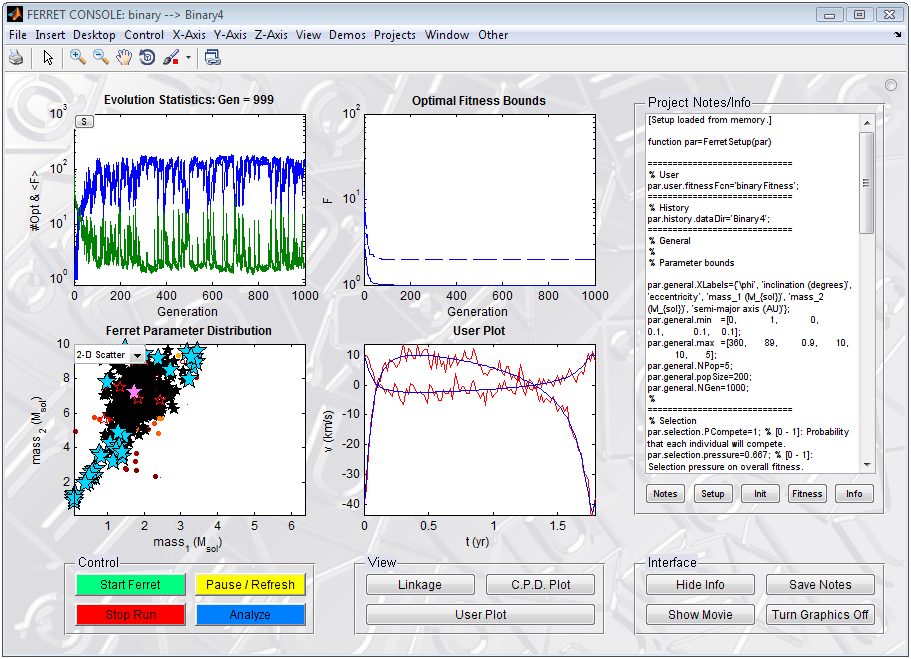 FERRET CONSOLE: binary --> Binary4
File Insert Desktop Control X-Axis Y-Axis Z-Axis View Demos Projects Window Other
Evolution Statistics: Gen = 999
S
10^3
10^2
10^1
10^0
#Opt & <F>
0 200 400 600 800 1000
Generation
Optimal Fitness Bounds
10^2
10^1
10^0
F
0 200 400 600 800 1000
Generation
Ferret Parameter Distribution
2-D Scatter
10
8
6
4
2
mass_2 (M_sol)
1 2 3 4 5 6
mass_1 (M_sol)
User Plot
10
0
-10
-20
-30
-40
v (km/s)
0 0.5 1 1.5
t (yr)
Project Notes/Info
[Setup loaded from memory.]
function par=FerretSetup(par)
============================
% User
par.user.fitnessFcn='binaryFitness';
============================
% History
par.history.dataDir='Binary4';
============================
% General
%
% Parameter bounds
par.general.XLabels={'\phi', 'inclination (degrees)',
'eccentricity', 'mass_1 (M_{sol})', 'mass_2
(M_{sol})', 'semi-major axis (AU)'};
par.general.min =[0, 1, 0,
0.1, 0.1, 0.1];
par.general.max =[360, 89, 0.9, 10,
10, 5];
par.general.NPop=5;
par.general.popSize=200;
par.general.NGen=1000;
%
============================
% Selection
par.selection.PCompete=1; % [0 - 1]: Probability
that each individual will compete.
par.selection.pressure=0.667; % [0 - 1]:
Selection pressure on overall fitness.
Notes Setup Init Fitness Info
Control
Start Ferret Pause / Refresh
Stop Run Analyze
View
Linkage C.P.D. Plot
User Plot
Interface
Hide Info Save Notes
Show Movie Turn Graphics Off